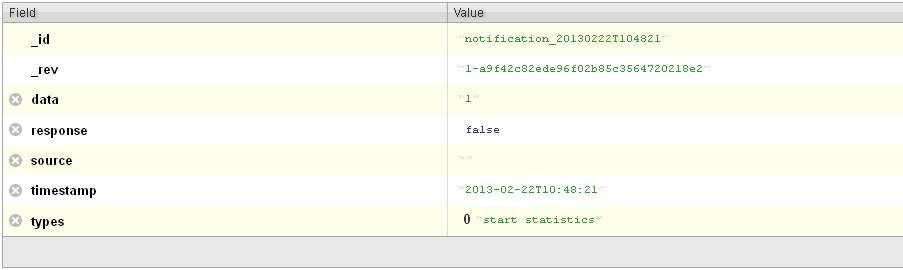 Field Value
_id "notification_20130222T104821"
_rev "1-a9f42c82ede96f02b85c3564720218e2"
data "1"
response false
source ""
timestamp "2013-02-22T10:48:21"
types 0 "start statistics"